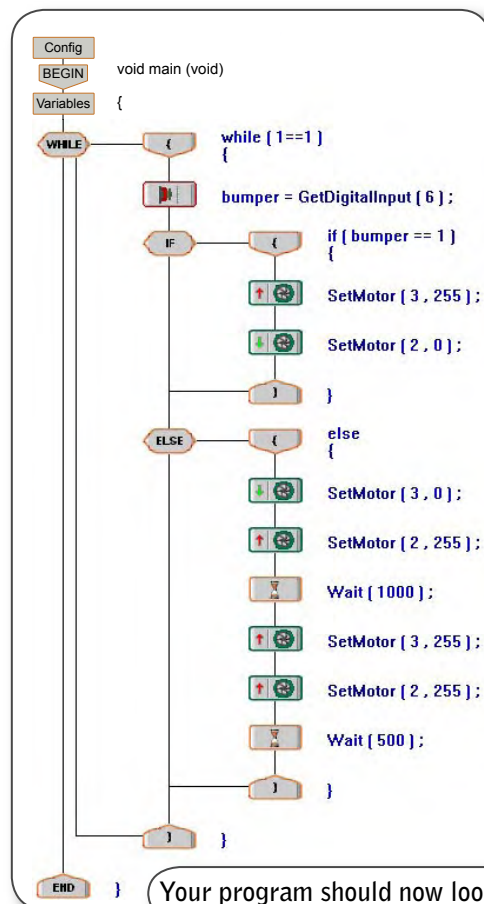 Config
BEGIN void main (void)
Variables {
WHILE { while ( 1==1 )
{
bumper = GetDigitalInput ( 6 ) ;
IF { if ( bumper == 1 )
{
SetMotor ( 3 , 255 ) ;
SetMotor ( 2 , 0 ) ;
} }
ELSE { else
{
SetMotor ( 3 , 0 ) ;
SetMotor ( 2 , 255 ) ;
Wait ( 1000 ) ;
SetMotor ( 3 , 255 ) ;
SetMotor ( 2 , 255 ) ;
Wait ( 500 ) ;
} }
} }
END }
Your program should now loo